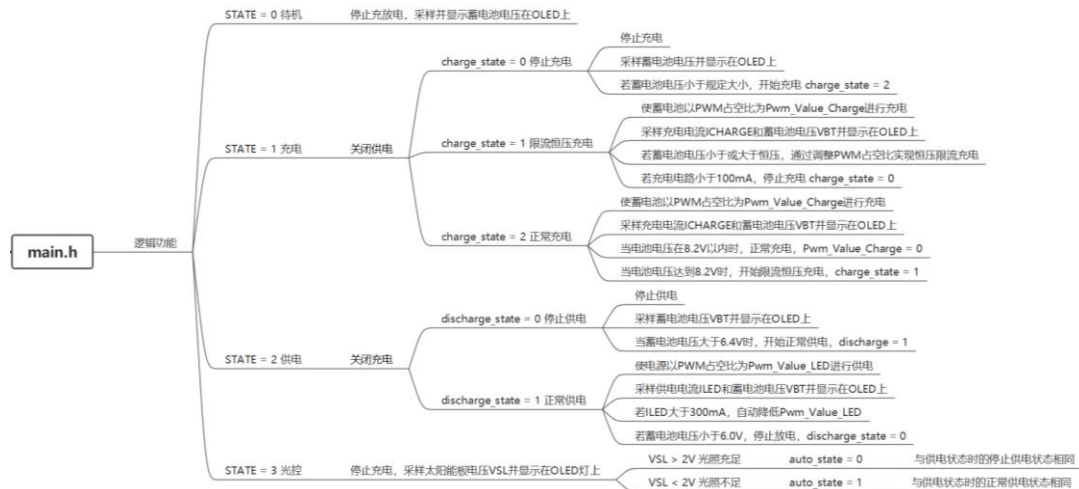 main.h
逻辑功能
STATE = 0 待机
停止充放电，采样并显示蓄电池电压在OLED上
STATE = 1 充电
关闭供电
charge_state = 0 停止充电
停止充电
采样蓄电池电压并显示在OLED上
若蓄电池电压小于规定大小，开始充电 charge_state = 2
charge_state = 1 限流恒压充电
使蓄电池以PWM占空比为Pwm_Value_Charge进行充电
采样充电电流ICHARGE和蓄电池电压VBT并显示在OLED上
若蓄电池电压小于或大于恒压，通过调整PWM占空比实现恒压限流充电
若充电电路小于100mA，停止充电 charge_state = 0
charge_state = 2 正常充电
使蓄电池以PWM占空比为Pwm_Value_Charge进行充电
采样充电电流ICHARGE和蓄电池电压VBT并显示在OLED上
当电池电压在8.2V以内时，正常充电，Pwm_Value_Charge = 0
当电池电压达到8.2V时，开始限流恒压充电，charge_state = 1
STATE = 2 供电
关闭充电
discharge_state = 0 停止供电
停止供电
采样蓄电池电压VBT并显示在OLED上
当蓄电池电压大于6.4V时，开始正常供电，discharge = 1
discharge_state = 1 正常供电
使电源以PWM占空比为Pwm_Value_LED进行供电
采样供电电流ILED和蓄电池电压VBT并显示在OLED上
若ILED大于300mA，自动降低Pwm_Value_LED
若蓄电池电压小于6.0V，停止放电，discharge_state = 0
STATE = 3 光控
停止充电，采样太阳能板电压VSL并显示在OLED灯上
VSL > 2V 光照充足 auto_state = 0 与供电状态时的停止供电状态相同
VSL < 2V 光照不足 auto_state = 1 与供电状态时的正常供电状态相同